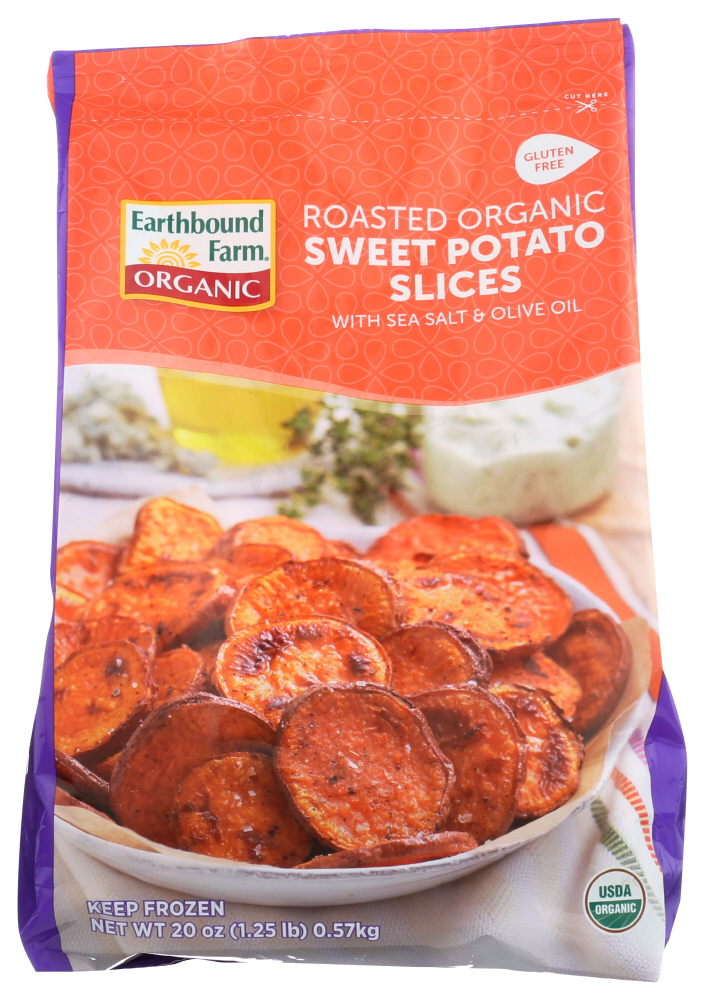 CUT HERE
GLUTEN
FREE
Earthbound
Farm®
ORGANIC
ROASTED ORGANIC
SWEET POTATO
SLICES
WITH SEA SALT & OLIVE OIL
KEEP FROZEN
NET WT 20 oz (1.25 lb) 0.57kg
USDA
ORGANIC